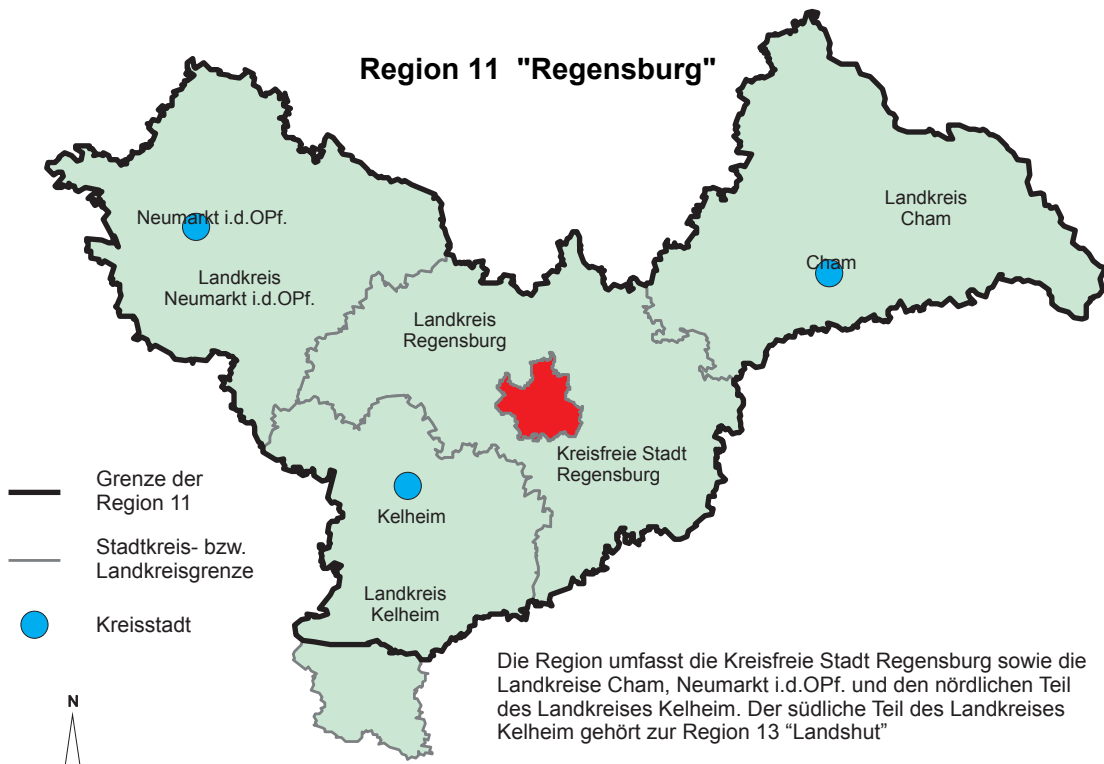 Region 11 "Regensburg"
Landkreis
Cham
Neumarkt i.d.OPf.
Cham
Landkreis
Neumarkt i.d.OPf.
Landkreis
Regensburg
Kreisfreie Stadt
Regensburg
Kelheim
Landkreis
Kelheim
Grenze der
Region 11
Stadtkreis- bzw.
Landkreisgrenze
Kreisstadt
N
Die Region umfasst die Kreisfreie Stadt Regensburg sowie die
Landkreise Cham, Neumarkt i.d.OPf. und den nördlichen Teil
des Landkreises Kelheim. Der südliche Teil des Landkreises
Kelheim gehört zur Region 13 “Landshut”